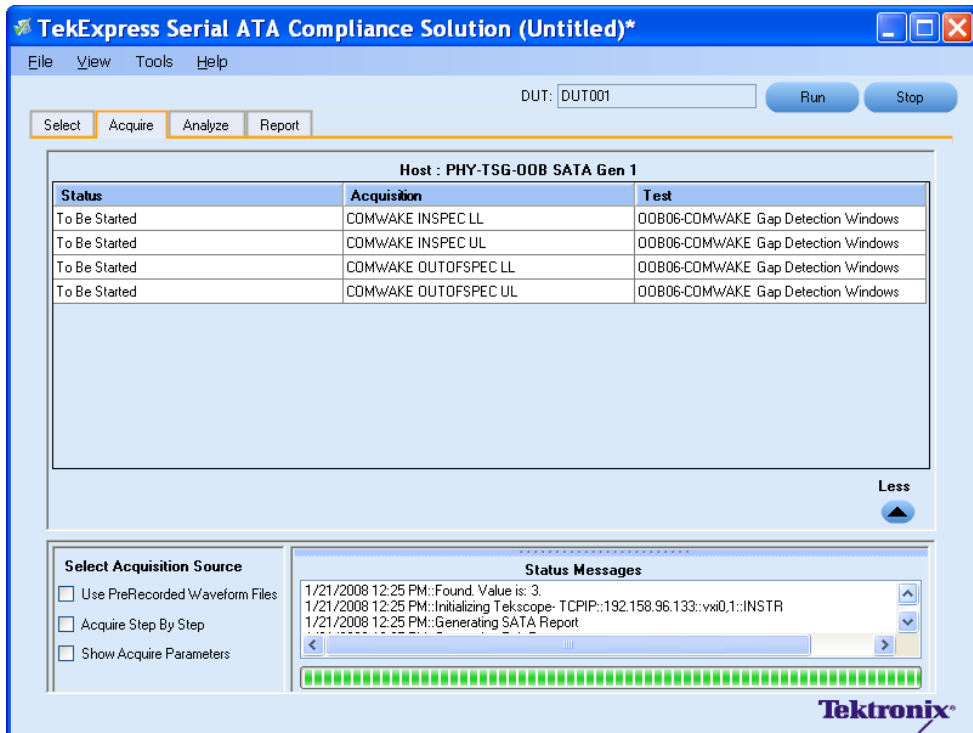 TekExpress Serial ATA Compliance Solution (Untitled)*
File View Tools Help
DUT: DUT001 Run Stop
Select Acquire Analyze Report
Host : PHY-TSG-OOB SATA Gen 1
Status Acquisition Test
To Be Started COMWAKE INSPEC LL OOB06-COMWAKE Gap Detection Windows
To Be Started COMWAKE INSPEC UL OOB06-COMWAKE Gap Detection Windows
To Be Started COMWAKE OUTOFSPEC LL OOB06-COMWAKE Gap Detection Windows
To Be Started COMWAKE OUTOFSPEC UL OOB06-COMWAKE Gap Detection Windows
Less
Select Acquisition Source
Use PreRecorded Waveform Files
Acquire Step By Step
Show Acquire Parameters
Status Messages
1/21/2008 12:25 PM::Found. Value is: 3.
1/21/2008 12:25 PM::Initializing Tekscope- TCPIP::192.158.96.133::vxi0,1::INSTR
1/21/2008 12:25 PM::Generating SATA Report
Tektronix